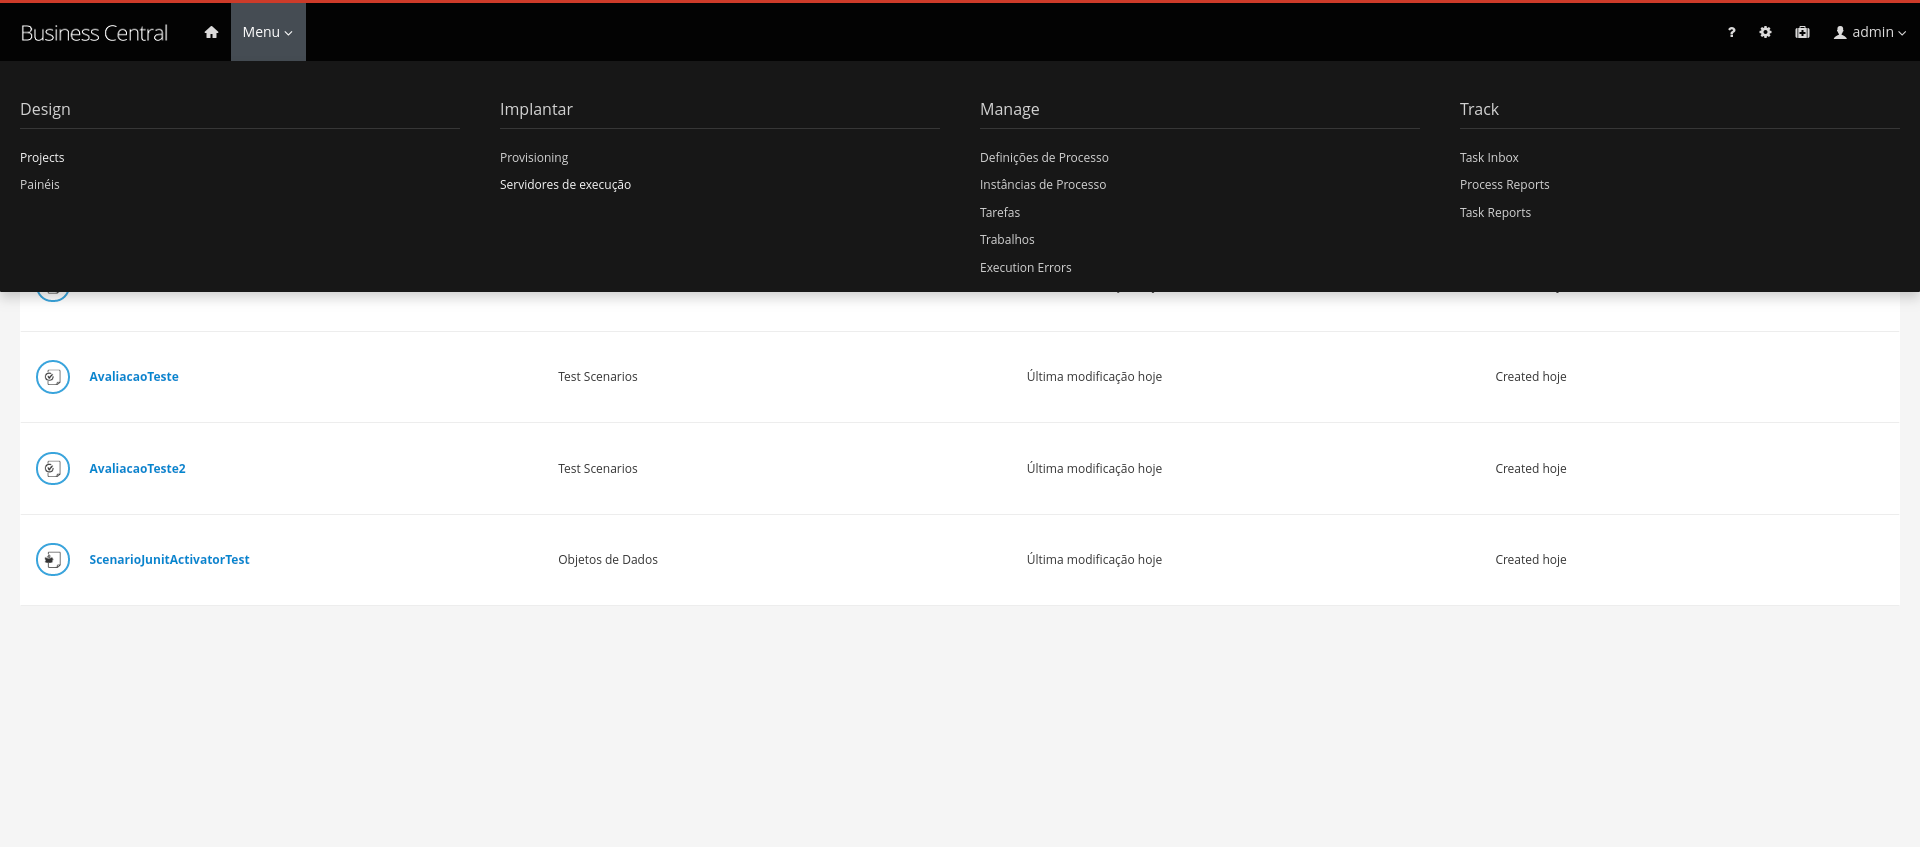 Business Central Menu ? admin
Design Implantar Manage Track
Projects Provisioning Definições de Processo Task Inbox
Painéis Servidores de execução Instâncias de Processo Process Reports
Tarefas Task Reports
Trabalhos
Execution Errors
AvaliacaoTeste Test Scenarios Última modificação hoje Created hoje
AvaliacaoTeste2 Test Scenarios Última modificação hoje Created hoje
ScenarioJunitActivatorTest Objetos de Dados Última modificação hoje Created hoje